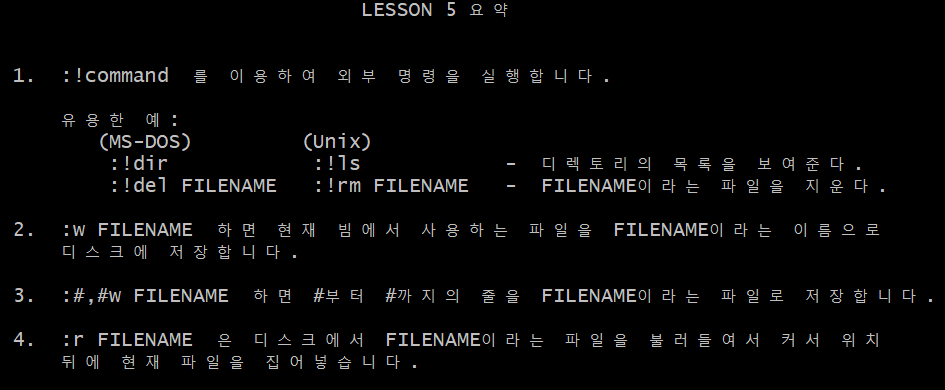 LESSON 5 요약
1. :!command 를 이용하여 외부 명령을 실행합니다.
유용한 예:
(MS-DOS) (Unix)
:!dir :!ls - 디렉토리의 목록을 보여준다.
:!del FILENAME :!rm FILENAME - FILENAME이라는 파일을 지운다.
2. :w FILENAME 하면 현재 빔에서 사용하는 파일을 FILENAME이라는 이름으로
디스크에 저장합니다.
3. :#,#w FILENAME 하면 #부터 #까지의 줄을 FILENAME이라는 파일로 저장합니다.
4. :r FILENAME 은 디스크에서 FILENAME이라는 파일을 불러들여서 커서 위치
뒤에 현재 파일을 집어넣습니다.